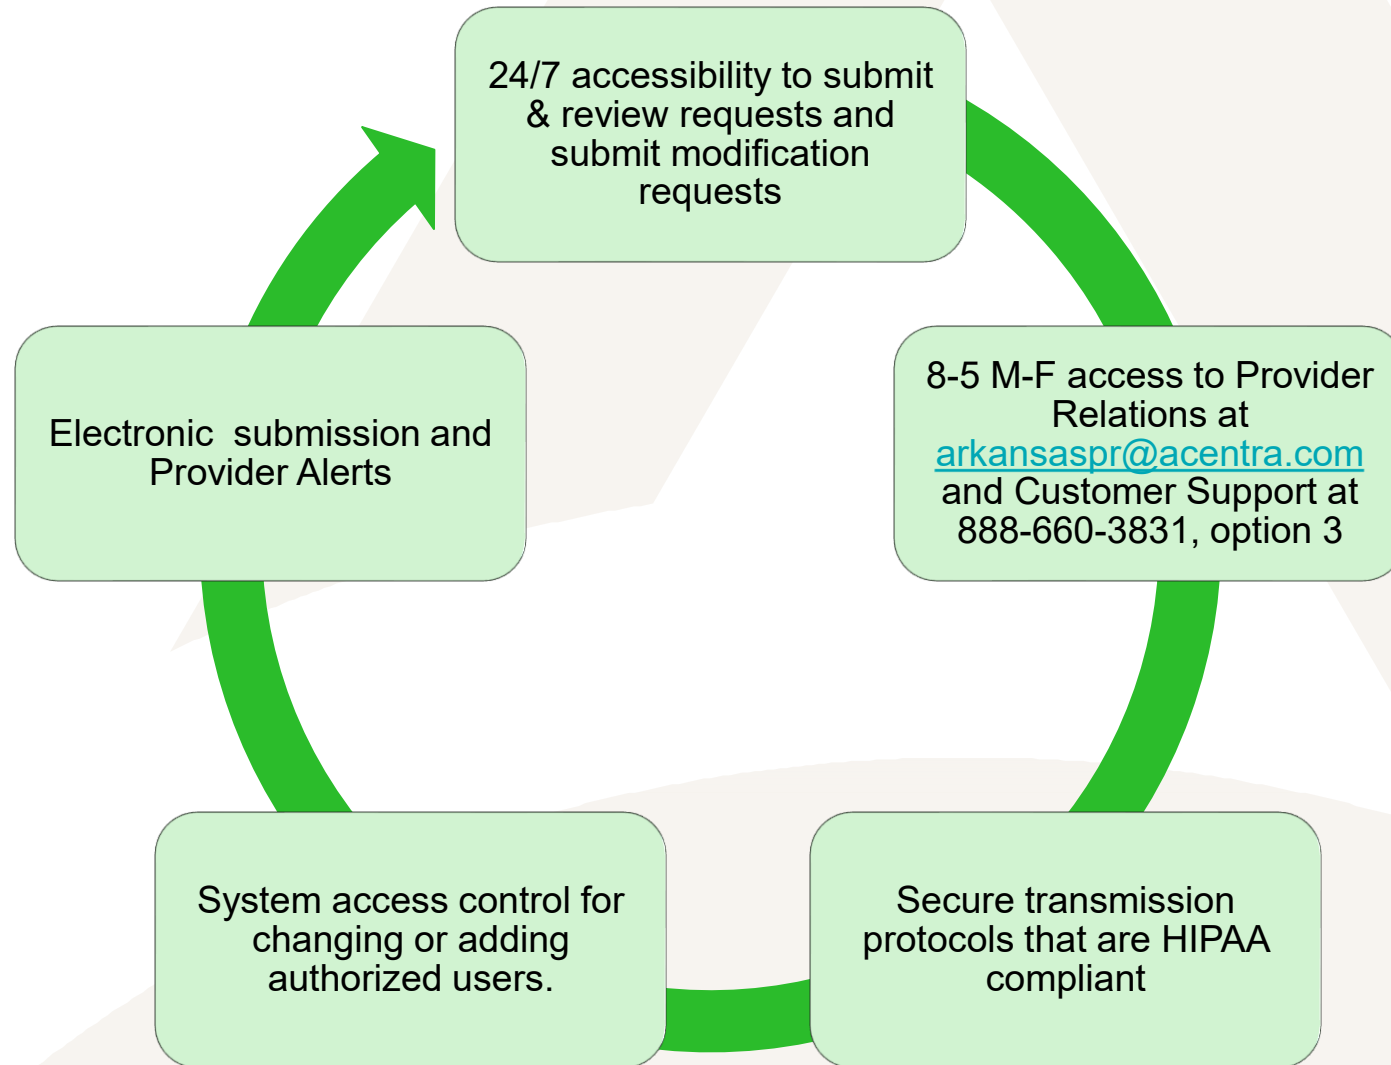 24/7 accessibility to submit
& review requests and
submit modification
requests
8-5 M-F access to Provider
Relations at
arkansaspr@acentra.com
and Customer Support at
888-660-3831, option 3
Secure transmission
protocols that are HIPAA
compliant
System access control for
changing or adding
authorized users.
Electronic  submission and
Provider Alerts